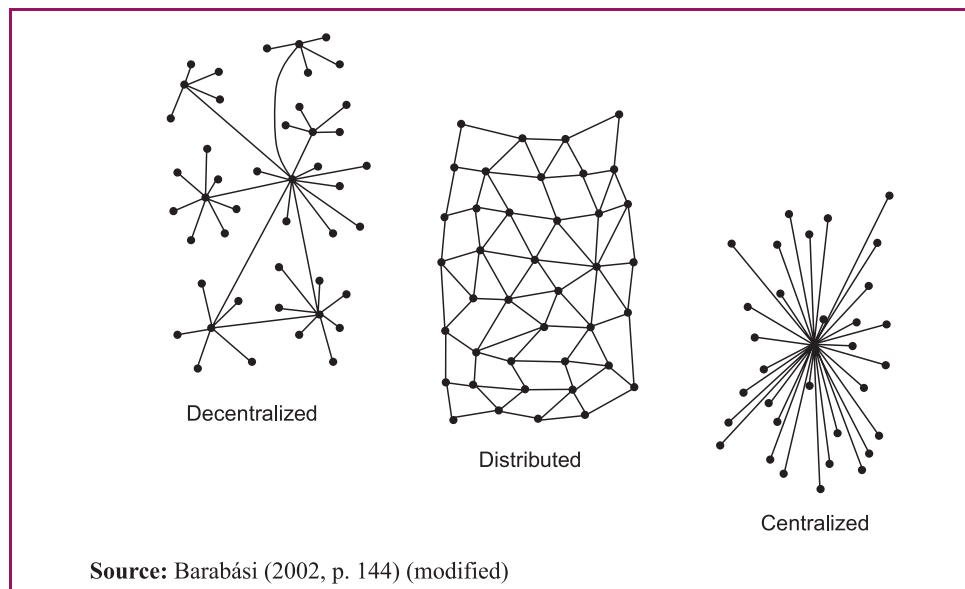 Decentralized
Distributed
Centralized
Source: Barabási (2002, p. 144) (modified)